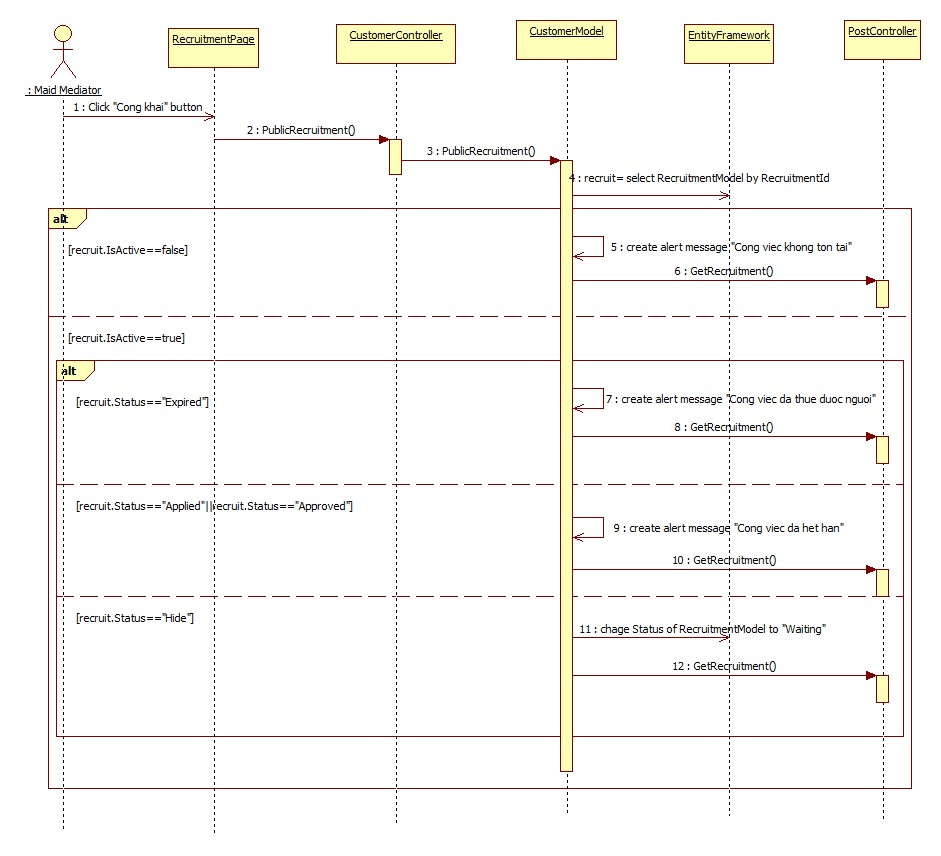 RecruitmentPage
CustomerController
CustomerModel
EntityFramework
PostController
: Maid Mediator
1 : Click "Cong khai" button
2 : PublicRecruitment()
3 : PublicRecruitment()
4 : recruit= select RecruitmentModel by RecruitmentId
alt
[recruit.IsActive==false]
5 : create alert message "Cong viec khong ton tai"
6 : GetRecruitment()
[recruit.IsActive==true]
alt
[recruit.Status=="Expired"]
7 : create alert message "Cong viec da thue duoc nguoi"
8 : GetRecruitment()
[recruit.Status=="Applied"||recruit.Status=="Approved"]
9 : create alert message "Cong viec da het han"
10 : GetRecruitment()
[recruit.Status=="Hide"]
11 : chage Status of RecruitmentModel to "Waiting"
12 : GetRecruitment()